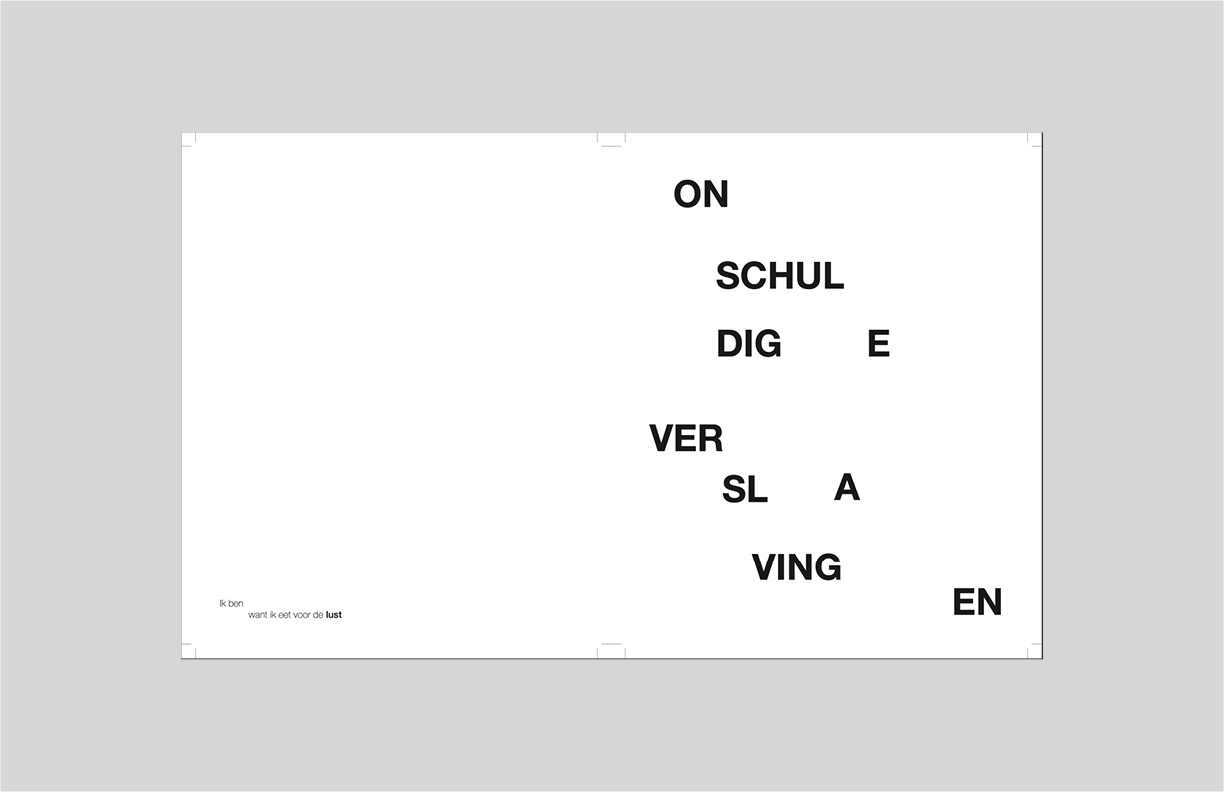 Ik ben
want ik eet voor de lust
ON
SCHUL
DIG E
VER
SL A
VING
EN